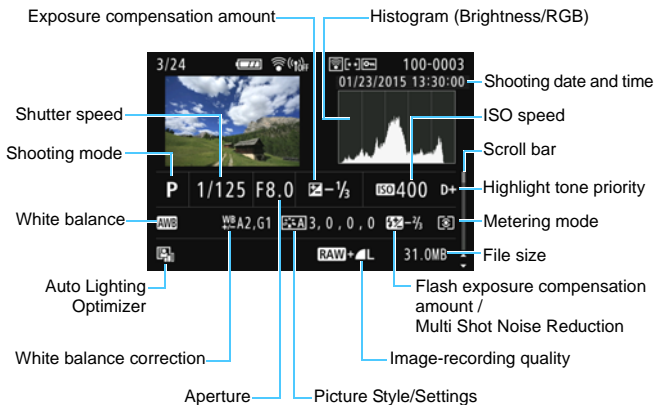 Exposure compensation amount
Histogram (Brightness/RGB)
3/24
OFF
100-0003
01/23/2015 13:30:00
Shooting date and time
Shutter speed
ISO speed
Shooting mode
Scroll bar
P 1/125 F8.0 -⅓ ISO 400 D+
Highlight tone priority
White balance
AWB WB A2,G1 A 3, 0, 0, 0 -⅔
Metering mode
RAW+L 31.0MB
File size
Auto Lighting
Optimizer
Flash exposure compensation
amount /
Multi Shot Noise Reduction
White balance correction
Image-recording quality
Aperture
Picture Style/Settings